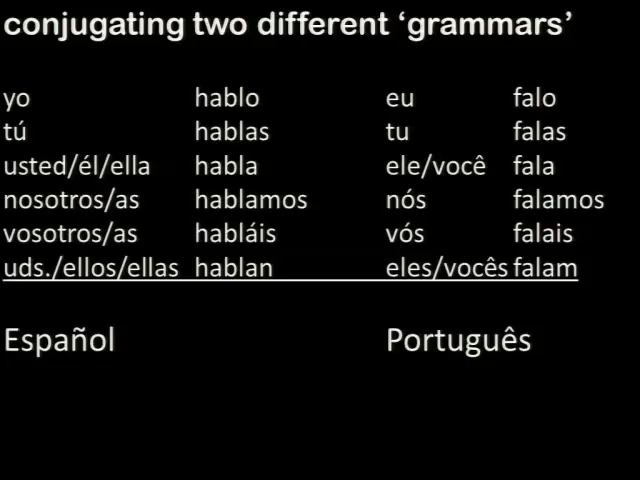 conjugating two different ‘grammars’
yo hablo eu falo
tú hablas tu falas
usted/él/ella habla ele/você fala
nosotros/as hablamos nós falamos
vosotros/as habláis vós falais
uds./ellos/ellas hablan eles/vocês falam
Español Português